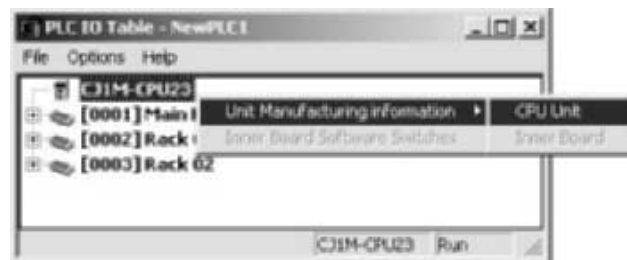 PLC IO Table - NewPLC1
File Options Help
CJ1M-CPU23
[0001] Main
Unit Manufacturing information
CPU Unit
[0002] Rack
Inner Board Software Switches
Inner Board
[0003] Rack 02
CJ1M-CPU23 Run